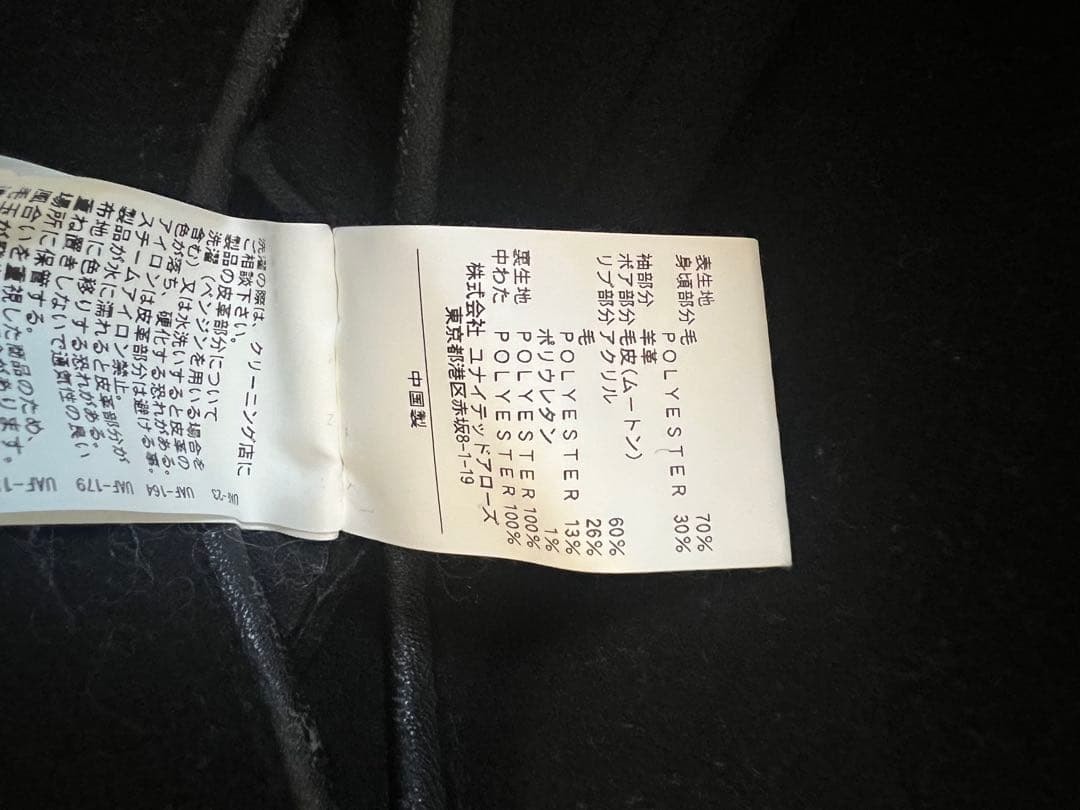 表生地
身頃部分 毛 70%
POLYESTER 30%
袖部分 羊革
ボア部分 毛皮(ムートン)
リブ部分 アクリル 60%
毛 26%
POLYESTER 13%
ポリウレタン 1%
裏生地 POLYESTER 100%
中わた POLYESTER 100%
株式会社 ユナイテッドアローズ
東京都港区赤坂8-1-19
中国製
洗濯の際は、クリーニング店に
ご相談下さい。
製品の皮革部分について
洗濯(ベンジンを用いる場合を
含む)又は水洗いすると皮革の
色が落ち、硬化する恐れがある。
アイロンは皮革部分は避ける事。
スチームアイロン禁止。
製品が水に濡れると皮革部分が
布地に色移りする恐れがある。
重ね置きしないで通気性の良い
場所に保管する。
風合いを重視した商品のため、
毛玉が
があります。
UAF-164
UAF-179